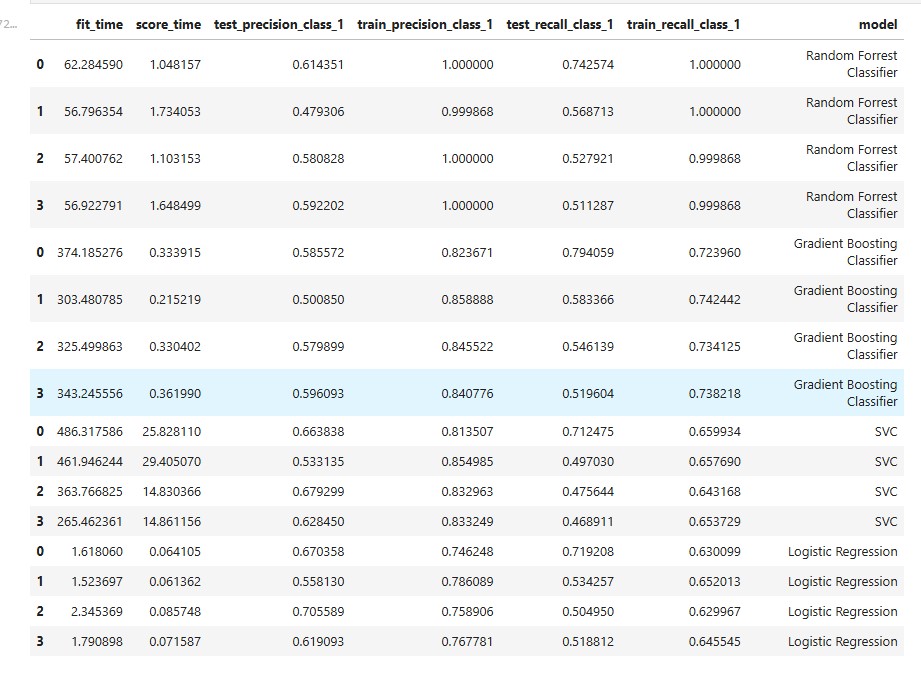 72...
fit_time score_time test_precision_class_1 train_precision_class_1 test_recall_class_1 train_recall_class_1 model
0 62.284590 1.048157 0.614351 1.000000 0.742574 1.000000 Random Forrest
Classifier
1 56.796354 1.734053 0.479306 0.999868 0.568713 1.000000 Random Forrest
Classifier
2 57.400762 1.103153 0.580828 1.000000 0.527921 0.999868 Random Forrest
Classifier
3 56.922791 1.648499 0.592202 1.000000 0.511287 0.999868 Random Forrest
Classifier
0 374.185276 0.333915 0.585572 0.823671 0.794059 0.723960 Gradient Boosting
Classifier
1 303.480785 0.215219 0.500850 0.858888 0.583366 0.742442 Gradient Boosting
Classifier
2 325.499863 0.330402 0.579899 0.845522 0.546139 0.734125 Gradient Boosting
Classifier
3 343.245556 0.361990 0.596093 0.840776 0.519604 0.738218 Gradient Boosting
Classifier
0 486.317586 25.828110 0.663838 0.813507 0.712475 0.659934 SVC
1 461.946244 29.405070 0.533135 0.854985 0.497030 0.657690 SVC
2 363.766825 14.830366 0.679299 0.832963 0.475644 0.643168 SVC
3 265.462361 14.861156 0.628450 0.833249 0.468911 0.653729 SVC
0 1.618060 0.064105 0.670358 0.746248 0.719208 0.630099 Logistic Regression
1 1.523697 0.061362 0.558130 0.786089 0.534257 0.652013 Logistic Regression
2 2.345369 0.085748 0.705589 0.758906 0.504950 0.629967 Logistic Regression
3 1.790898 0.071587 0.619093 0.767781 0.518812 0.645545 Logistic Regression